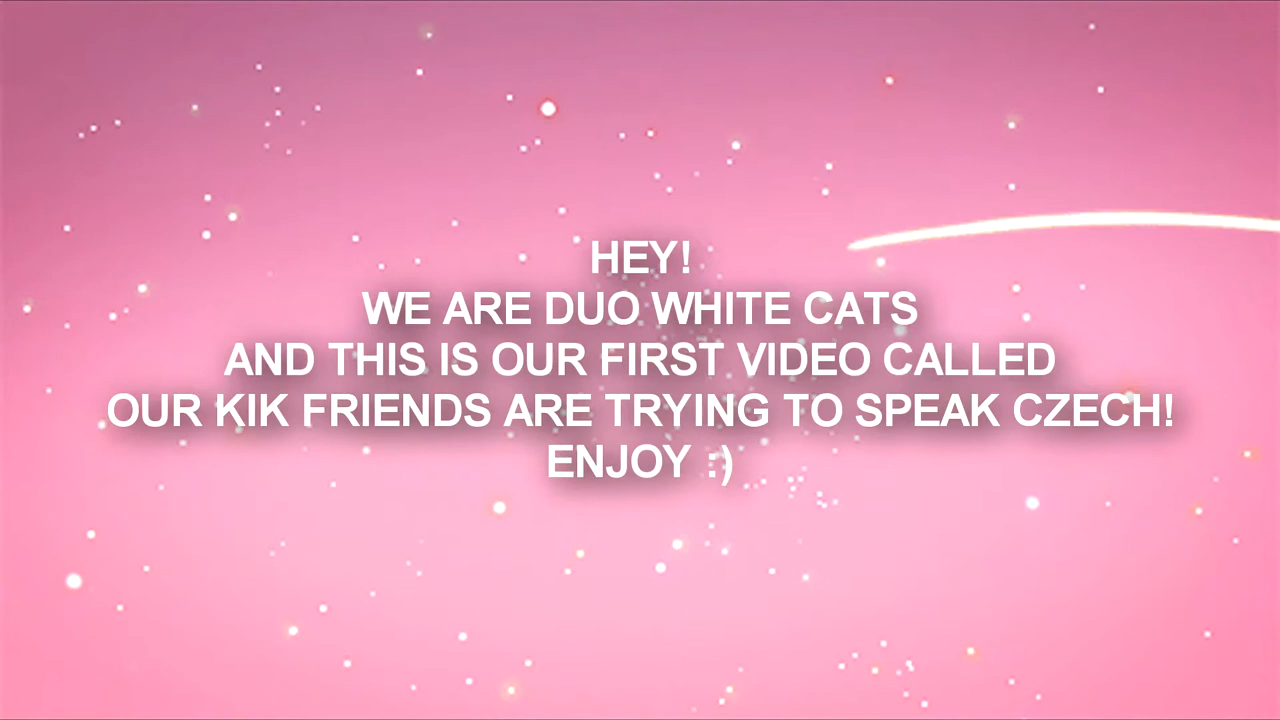 HEY!
WE ARE DUO WHITE CATS
AND THIS IS OUR FIRST VIDEO CALLED
OUR KIK FRIENDS ARE TRYING TO SPEAK CZECH!
ENJOY :)